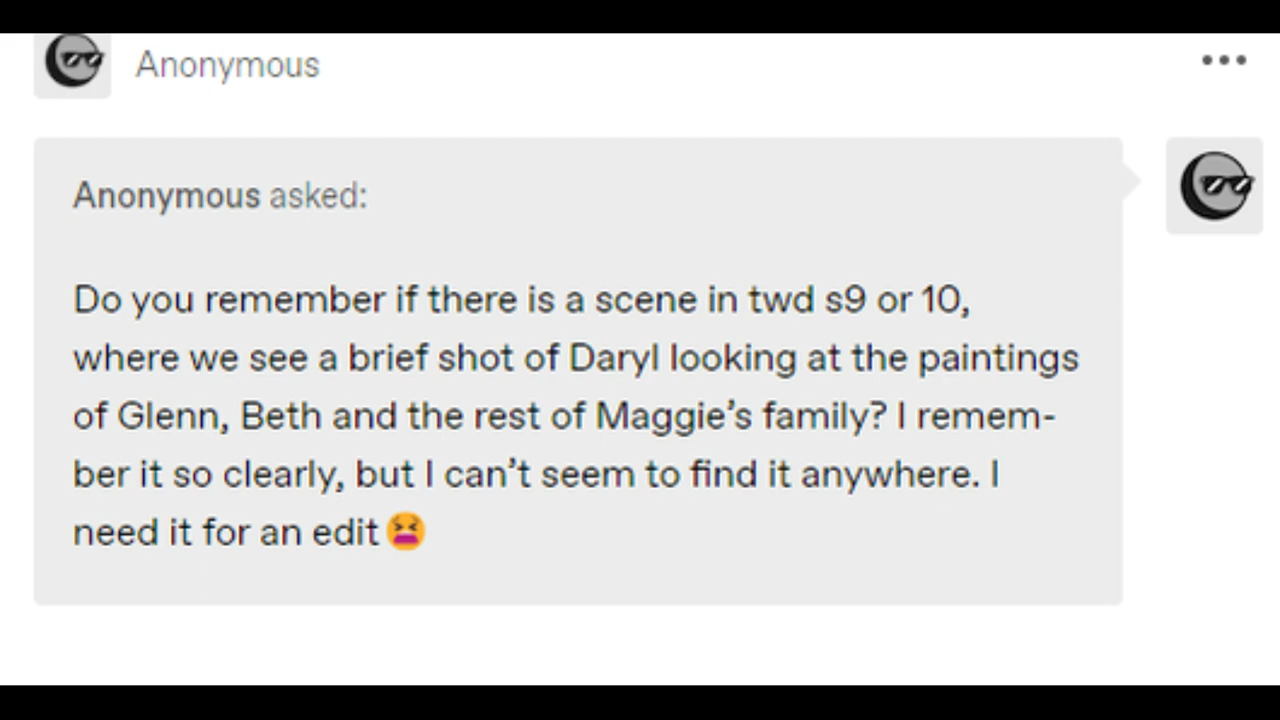 Anonymous
Anonymous asked:
Do you remember if there is a scene in twd s9 or 10,
where we see a brief shot of Daryl looking at the paintings
of Glenn, Beth and the rest of Maggie’s family? I remem-
ber it so clearly, but I can’t seem to find it anywhere. I
need it for an edit😫